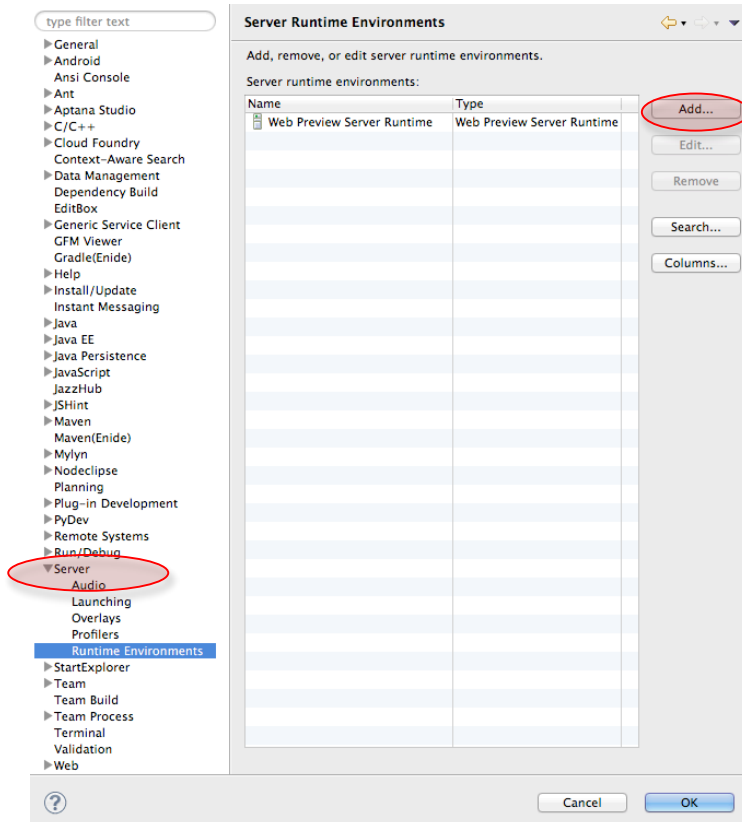 type filter text
General
Android
Ansi Console
Ant
Aptana Studio
C/C++
Cloud Foundry
Context-Aware Search
Data Management
Dependency Build
EditBox
Generic Service Client
GFM Viewer
Gradle(Enide)
Help
Install/Update
Instant Messaging
Java
Java EE
Java Persistence
JavaScript
JazzHub
JSHint
Maven
Maven(Enide)
Mylyn
Nodeclipse
Planning
Plug-in Development
PyDev
Remote Systems
Run/Debug
Server
Audio
Launching
Overlays
Profilers
Runtime Environments
StartExplorer
Team
Team Build
Team Process
Terminal
Validation
Web
Server Runtime Environments
Add, remove, or edit server runtime environments.
Server runtime environments:
Name Type
Web Preview Server Runtime Web Preview Server Runtime
Add...
Edit...
Remove
Search...
Columns...
?
Cancel OK